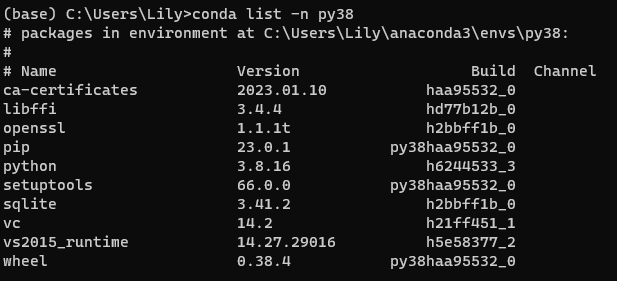 (base) C:\Users\Lily>conda list -n py38
# packages in environment at C:\Users\Lily\anaconda3\envs\py38:
#
# Name                    Version                   Build  Channel
ca-certificates           2023.01.10           haa95532_0
libffi                    3.4.4                hd77b12b_0
openssl                   1.1.1t               h2bbff1b_0
pip                       23.0.1           py38haa95532_0
python                    3.8.16               h6244533_3
setuptools                66.0.0           py38haa95532_0
sqlite                    3.41.2               h2bbff1b_0
vc                        14.2                 h21ff451_1
vs2015_runtime            14.27.29016          h5e58377_2
wheel                     0.38.4           py38haa95532_0